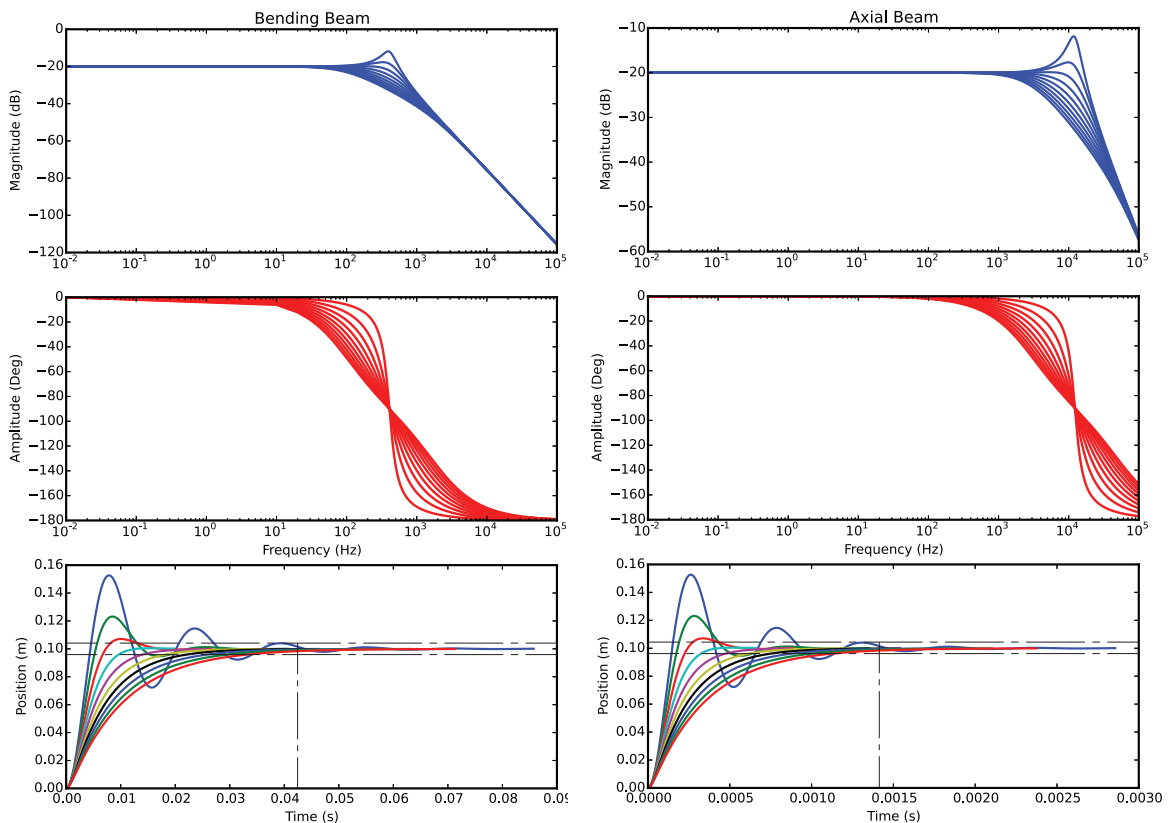 Bending Beam
Magnitude (dB)
0
−20
−40
−60
−80
−100
−120
10⁻² 10⁻¹ 10⁰ 10¹ 10² 10³ 10⁴ 10⁵
Amplitude (Deg)
0
−20
−40
−60
−80
−100
−120
−140
−160
−180
10⁻² 10⁻¹ 10⁰ 10¹ 10² 10³ 10⁴ 10⁵
Frequency (Hz)
Position (m)
0.16
0.14
0.12
0.10
0.08
0.06
0.04
0.02
0.00
0.00 0.01 0.02 0.03 0.04 0.05 0.06 0.07 0.08
Time (s)
Axial Beam
Magnitude (dB)
−10
−20
−30
−40
−50
−60
10⁻² 10⁻¹ 10⁰ 10¹ 10² 10³ 10⁴ 10⁵
Amplitude (Deg)
0
−20
−40
−60
−80
−100
−120
−140
−160
−180
10⁻² 10⁻¹ 10⁰ 10¹ 10² 10³ 10⁴ 10⁵
Frequency (Hz)
Position (m)
0.16
0.14
0.12
0.10
0.08
0.06
0.04
0.02
0.00
0.0000 0.0005 0.0010 0.0015 0.0020 0.0025 0.0030
Time (s)